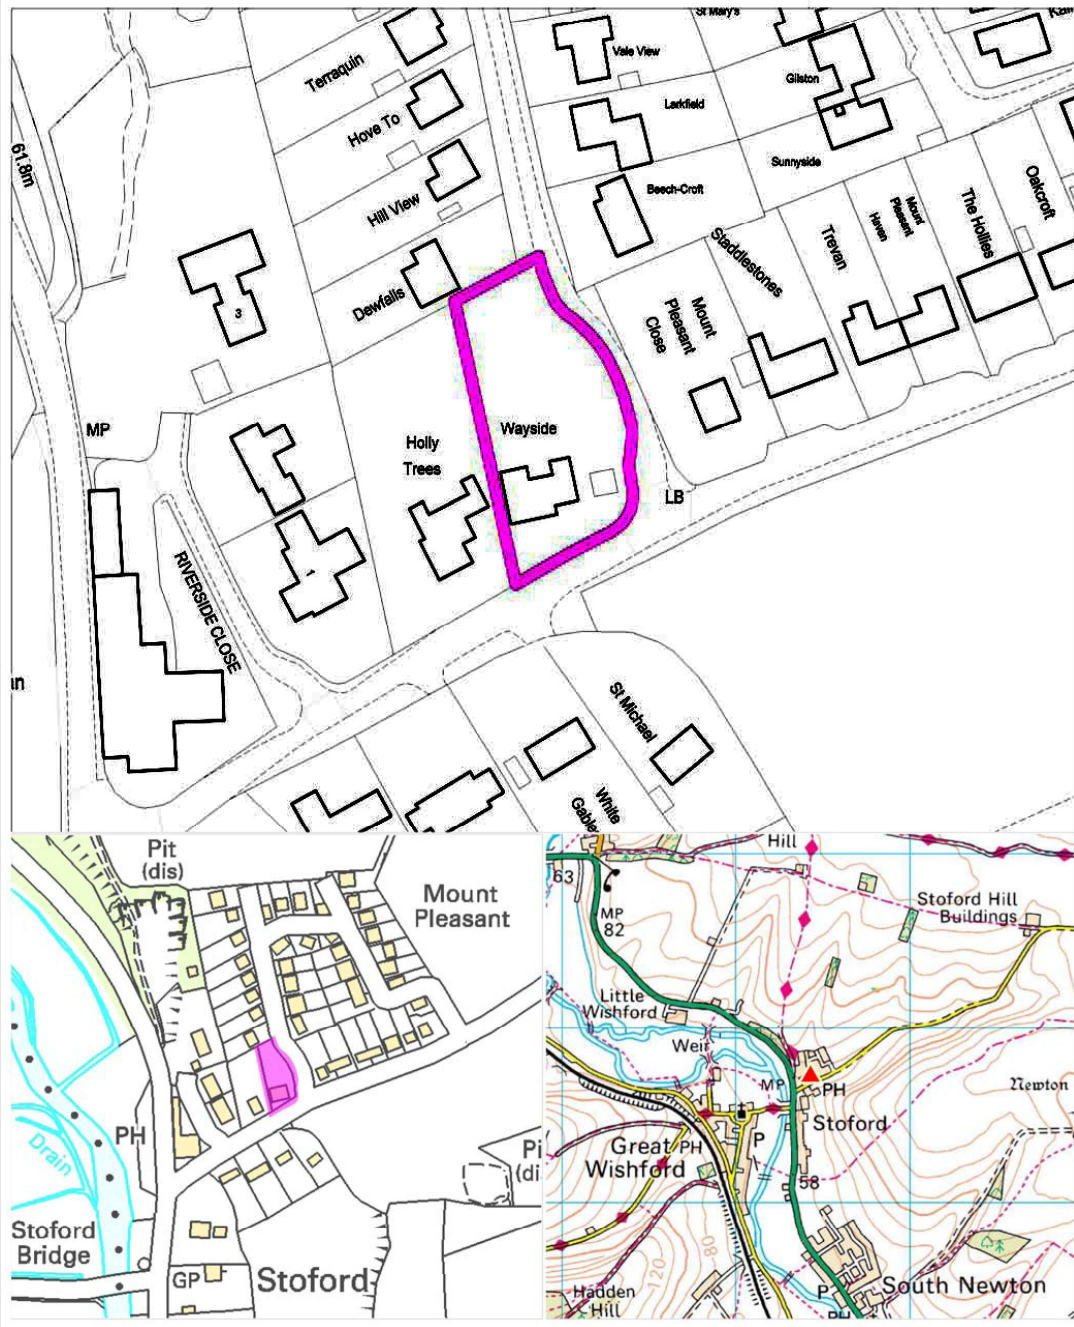 St Mary's
Terraquin
Vale View
Gilston
61.8m
Hove To
Larkfield
Sunnyside
Hill View
Beech-Croft
Oakcroft
The Hollies
Mount
Pleasant
Haven
Trevan
Staddlestones
Dewfalls
3
Mount
Pleasant
Close
MP
Holly
Trees
Wayside
LB
RIVERSIDE CLOSE
1
St Michael
White
Pit
(dis)
Mount
Pleasant
PH
Drain
Stoford
Bridge
GP
Stoford
Hill
63
MP
82
Stoford Hill
Buildings
Little
Wishford
Weir
MP
PH
Stoford
Newton
P
Great
Wishford
PH
58
80
120
South Newton
P
PH
Hadden
Hill